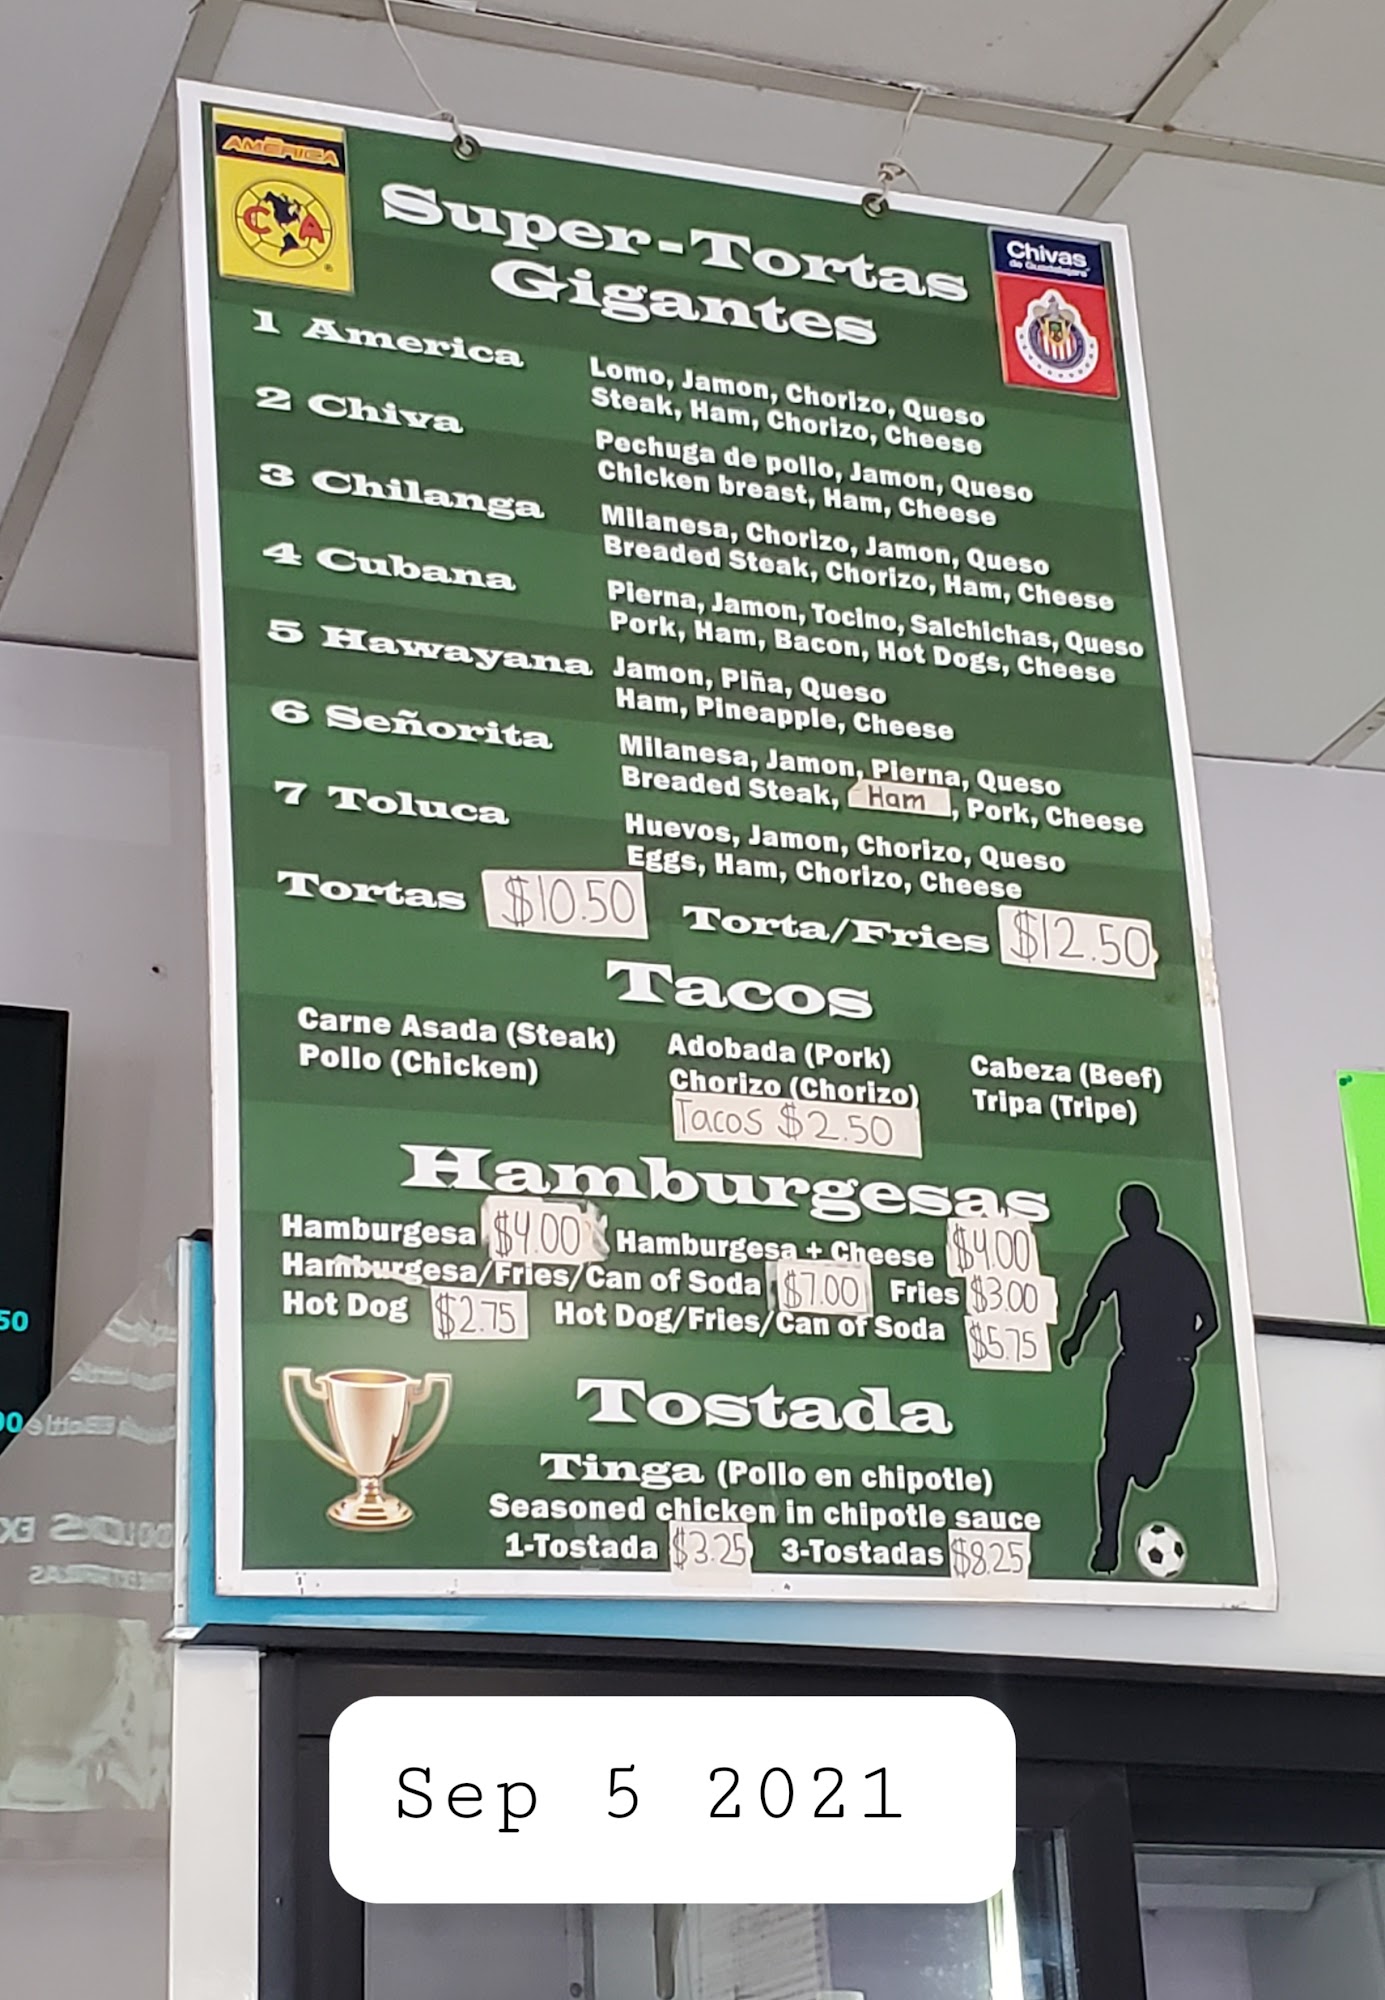 AMERICA
C A
Chivas
de Guadalajara
Super-Tortas
Gigantes
1 America
Lomo, Jamon, Chorizo, Queso
Steak, Ham, Chorizo, Cheese
2 Chiva
Pechuga de pollo, Jamon, Queso
Chicken breast, Ham, Cheese
3 Chilanga
Milanesa, Chorizo, Jamon, Queso
Breaded Steak, Chorizo, Ham, Cheese
4 Cubana
Pierna, Jamon, Tocino, Salchichas, Queso
Pork, Ham, Bacon, Hot Dogs, Cheese
5 Hawayana
Jamon, Piña, Queso
Ham, Pineapple, Cheese
6 Señorita
Milanesa, Jamon, Pierna, Queso
Breaded Steak, Ham, Pork, Cheese
7 Toluca
Huevos, Jamon, Chorizo, Queso
Eggs, Ham, Chorizo, Cheese
Tortas $10.50 Torta/Fries $12.50
Tacos
Carne Asada (Steak) Adobada (Pork) Cabeza (Beef)
Pollo (Chicken) Chorizo (Chorizo) Tripa (Tripe)
Tacos $2.50
Hamburgesas
Hamburgesa $4.00 Hamburgesa + Cheese $4.00
Hamburgesa/Fries/Can of Soda $7.00 Fries $3.00
Hot Dog $2.75 Hot Dog/Fries/Can of Soda $5.75
Tostada
Tinga (Pollo en chipotle)
Seasoned chicken in chipotle sauce
1-Tostada $3.25 3-Tostadas $8.25
50
00
Sep 5 2021